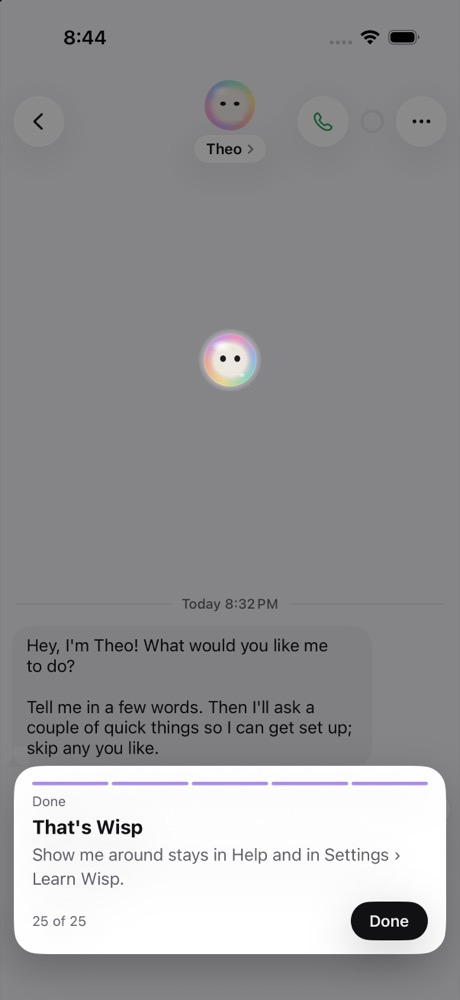 8:44
Theo
Today 8:32 PM
Hey, I'm Theo! What would you like me
to do?
Tell me in a few words. Then I'll ask a
couple of quick things so I can get set up;
skip any you like.
Done
That's Wisp
Show me around stays in Help and in Settings ›
Learn Wisp.
25 of 25
Done